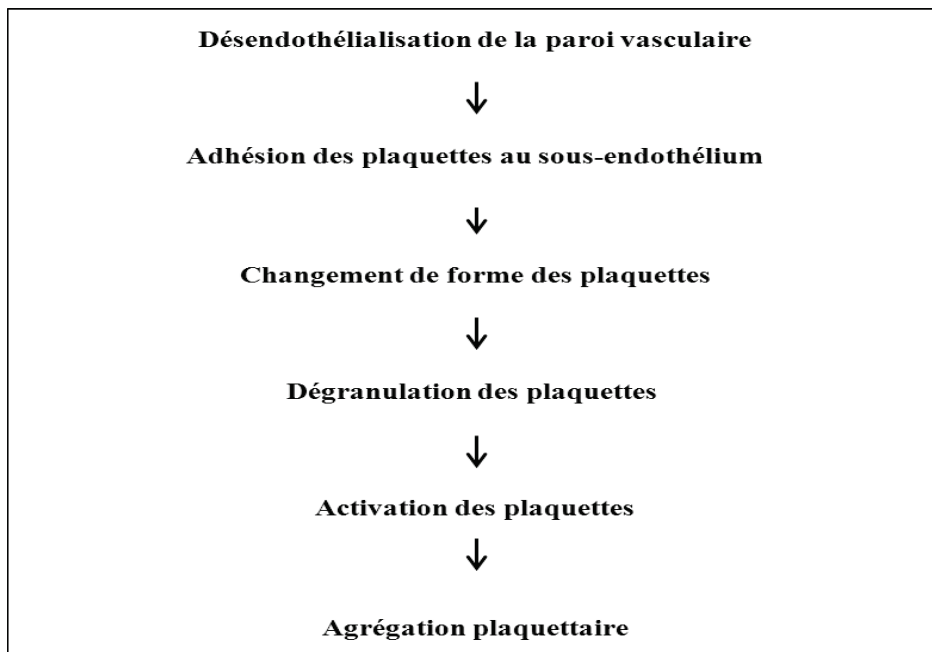 Désendothélialisation de la paroi vasculaire
Adhésion des plaquettes au sous-endothélium
Changement de forme des plaquettes
Dégranulation des plaquettes
Activation des plaquettes
Agrégation plaquettaire